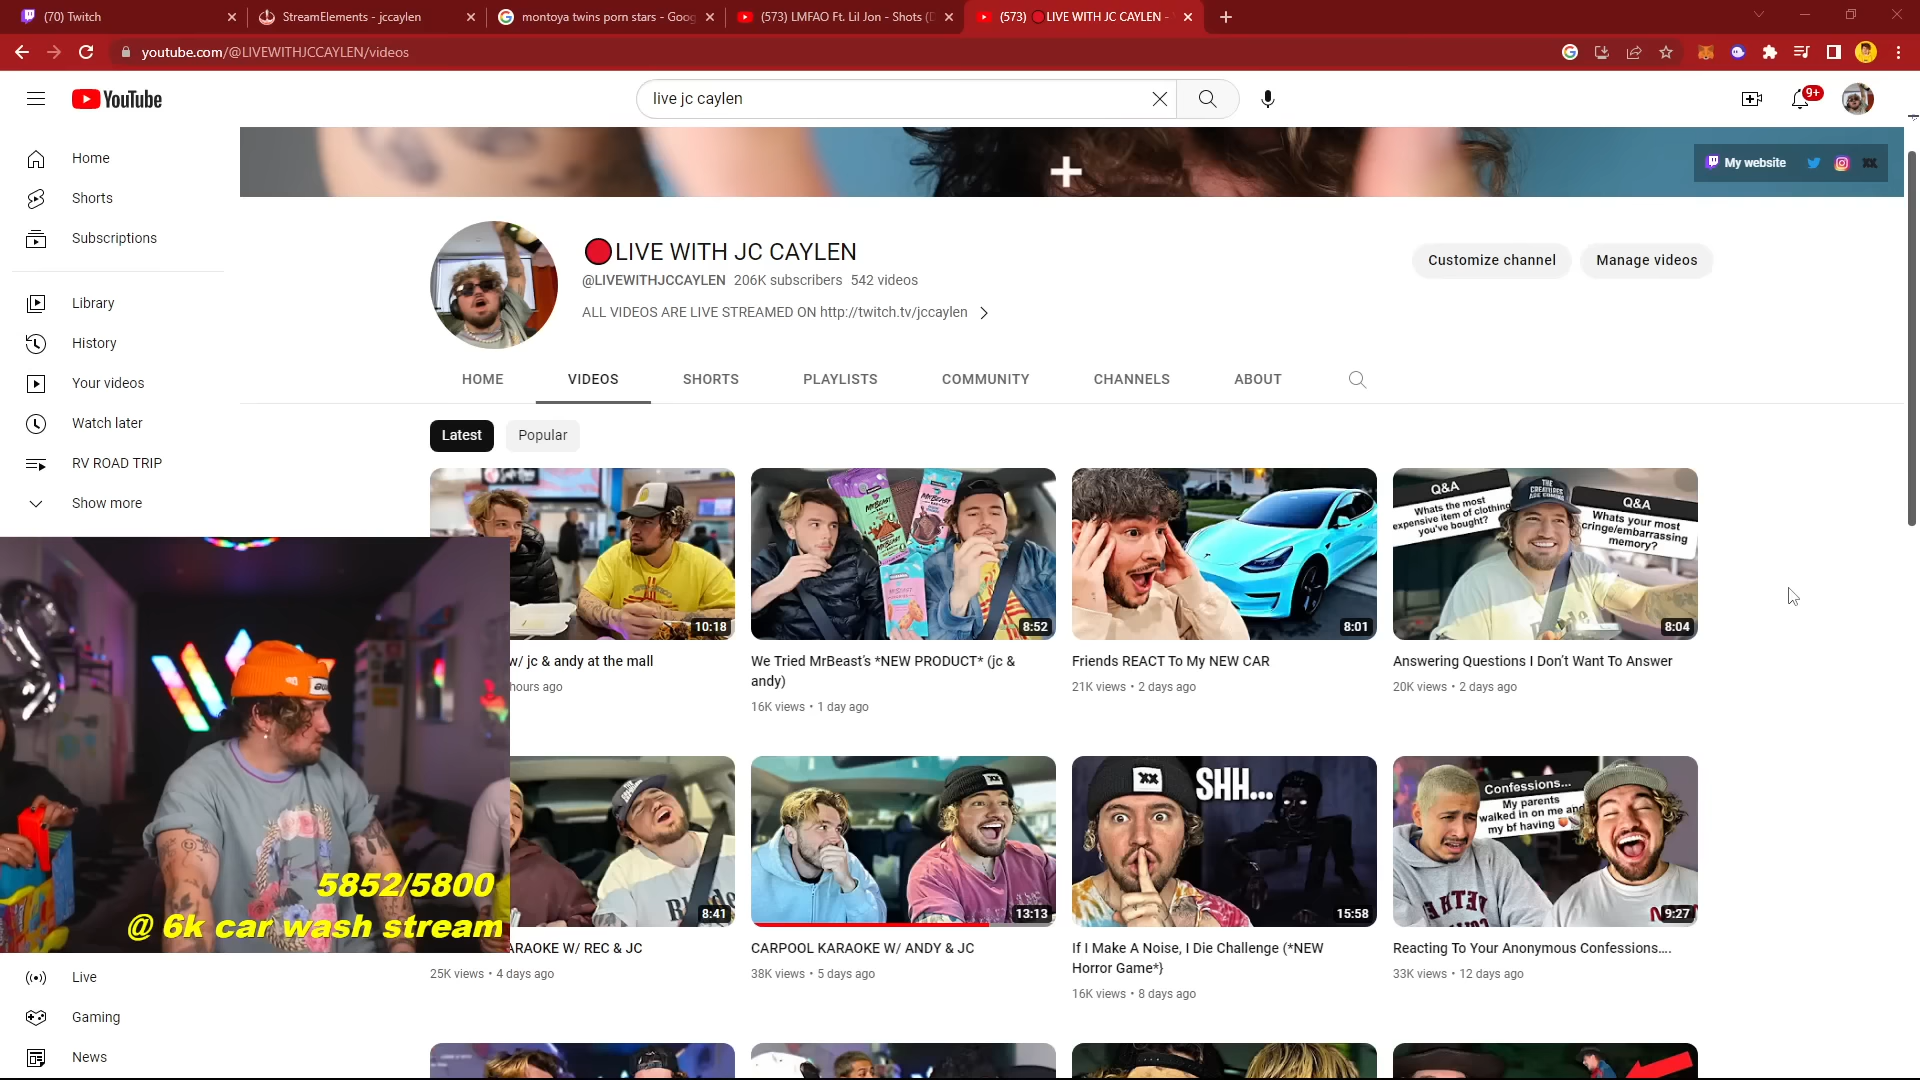 (70) Twitch
StreamElements - jccaylen
montoya twins porn stars - Goog
(573) LMFAO Ft. Lil Jon - Shots (
(573) 🔴LIVE WITH JC CAYLEN -
youtube.com/@LIVEWITHJCCAYLEN/videos
YouTube
live jc caylen
9+
Home
Shorts
Subscriptions
Library
History
Your videos
Watch later
RV ROAD TRIP
Show more
My website
🔴LIVE WITH JC CAYLEN
@LIVEWITHJCCAYLEN 206K subscribers 542 videos
ALL VIDEOS ARE LIVE STREAMED ON http://twitch.tv/jccaylen
Customize channel
Manage videos
HOME
VIDEOS
SHORTS
PLAYLISTS
COMMUNITY
CHANNELS
ABOUT
Latest
Popular
10:18
w/ jc & andy at the mall
hours ago
8:52
We Tried MrBeast's *NEW PRODUCT* (jc &
andy)
16K views • 1 day ago
8:01
Friends REACT To My NEW CAR
21K views • 2 days ago
Q&A
Whats the most
expensive item of clothing
you've bought?
THE
CREATURES
Q&A
Whats your most
cringe/embarrassing
memory?
8:04
Answering Questions I Don't Want To Answer
20K views • 2 days ago
5852/5800
@ 6k car wash stream
8:41
ARAOKE W/ REC & JC
25K views • 4 days ago
13:13
CARPOOL KARAOKE W/ ANDY & JC
38K views • 5 days ago
SHH...
15:58
If I Make A Noise, I Die Challenge (*NEW
Horror Game*}
16K views • 8 days ago
Confessions...
My parents
walked in on me and
my bf having
9:27
Reacting To Your Anonymous Confessions....
33K views • 12 days ago
Live
Gaming
News